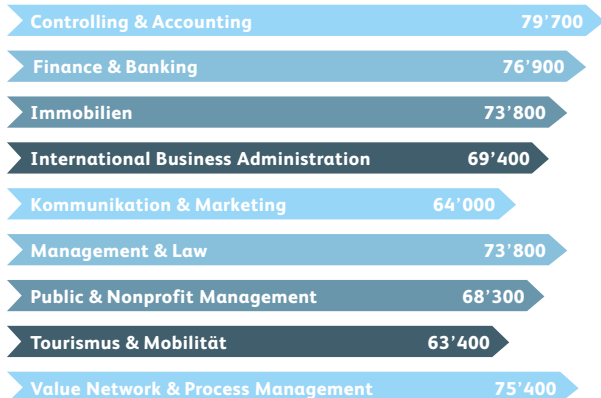 Controlling & Accounting 79’700
Finance & Banking 76’900
Immobilien 73’800
International Business Administration 69’400
Kommunikation & Marketing 64’000
Management & Law 73’800
Public & Nonprofit Management 68’300
Tourismus & Mobilität 63’400
Value Network & Process Management 75’400